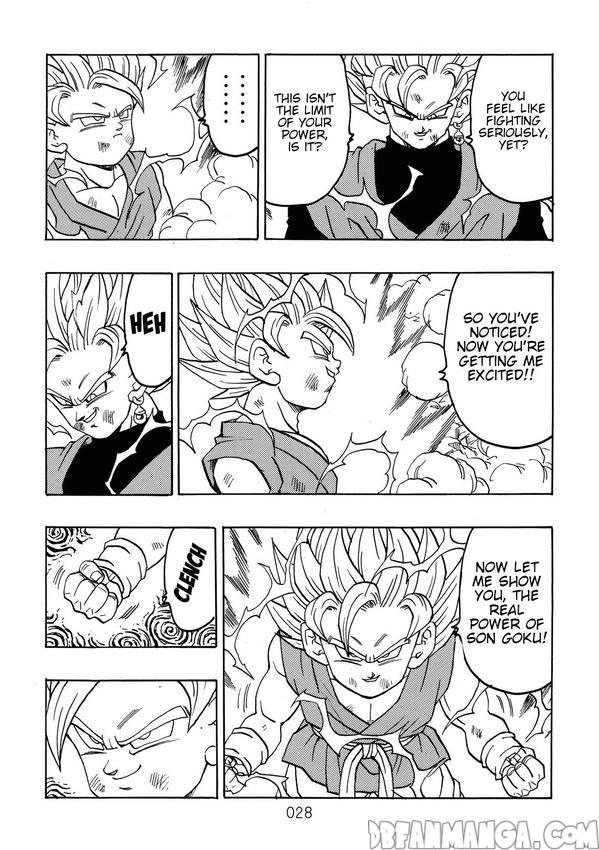 YOU
FEEL LIKE
FIGHTING
SERIOUSLY,
YET?
THIS ISN'T
THE LIMIT
OF YOUR
POWER,
IS IT?
......
SO YOU'VE
NOTICED!
NOW YOU'RE
GETTING ME
EXCITED!!
HEH
NOW LET
ME SHOW
YOU, THE
REAL
POWER OF
SON GOKU!
CLENCH
028
DBFANMANGA.COM